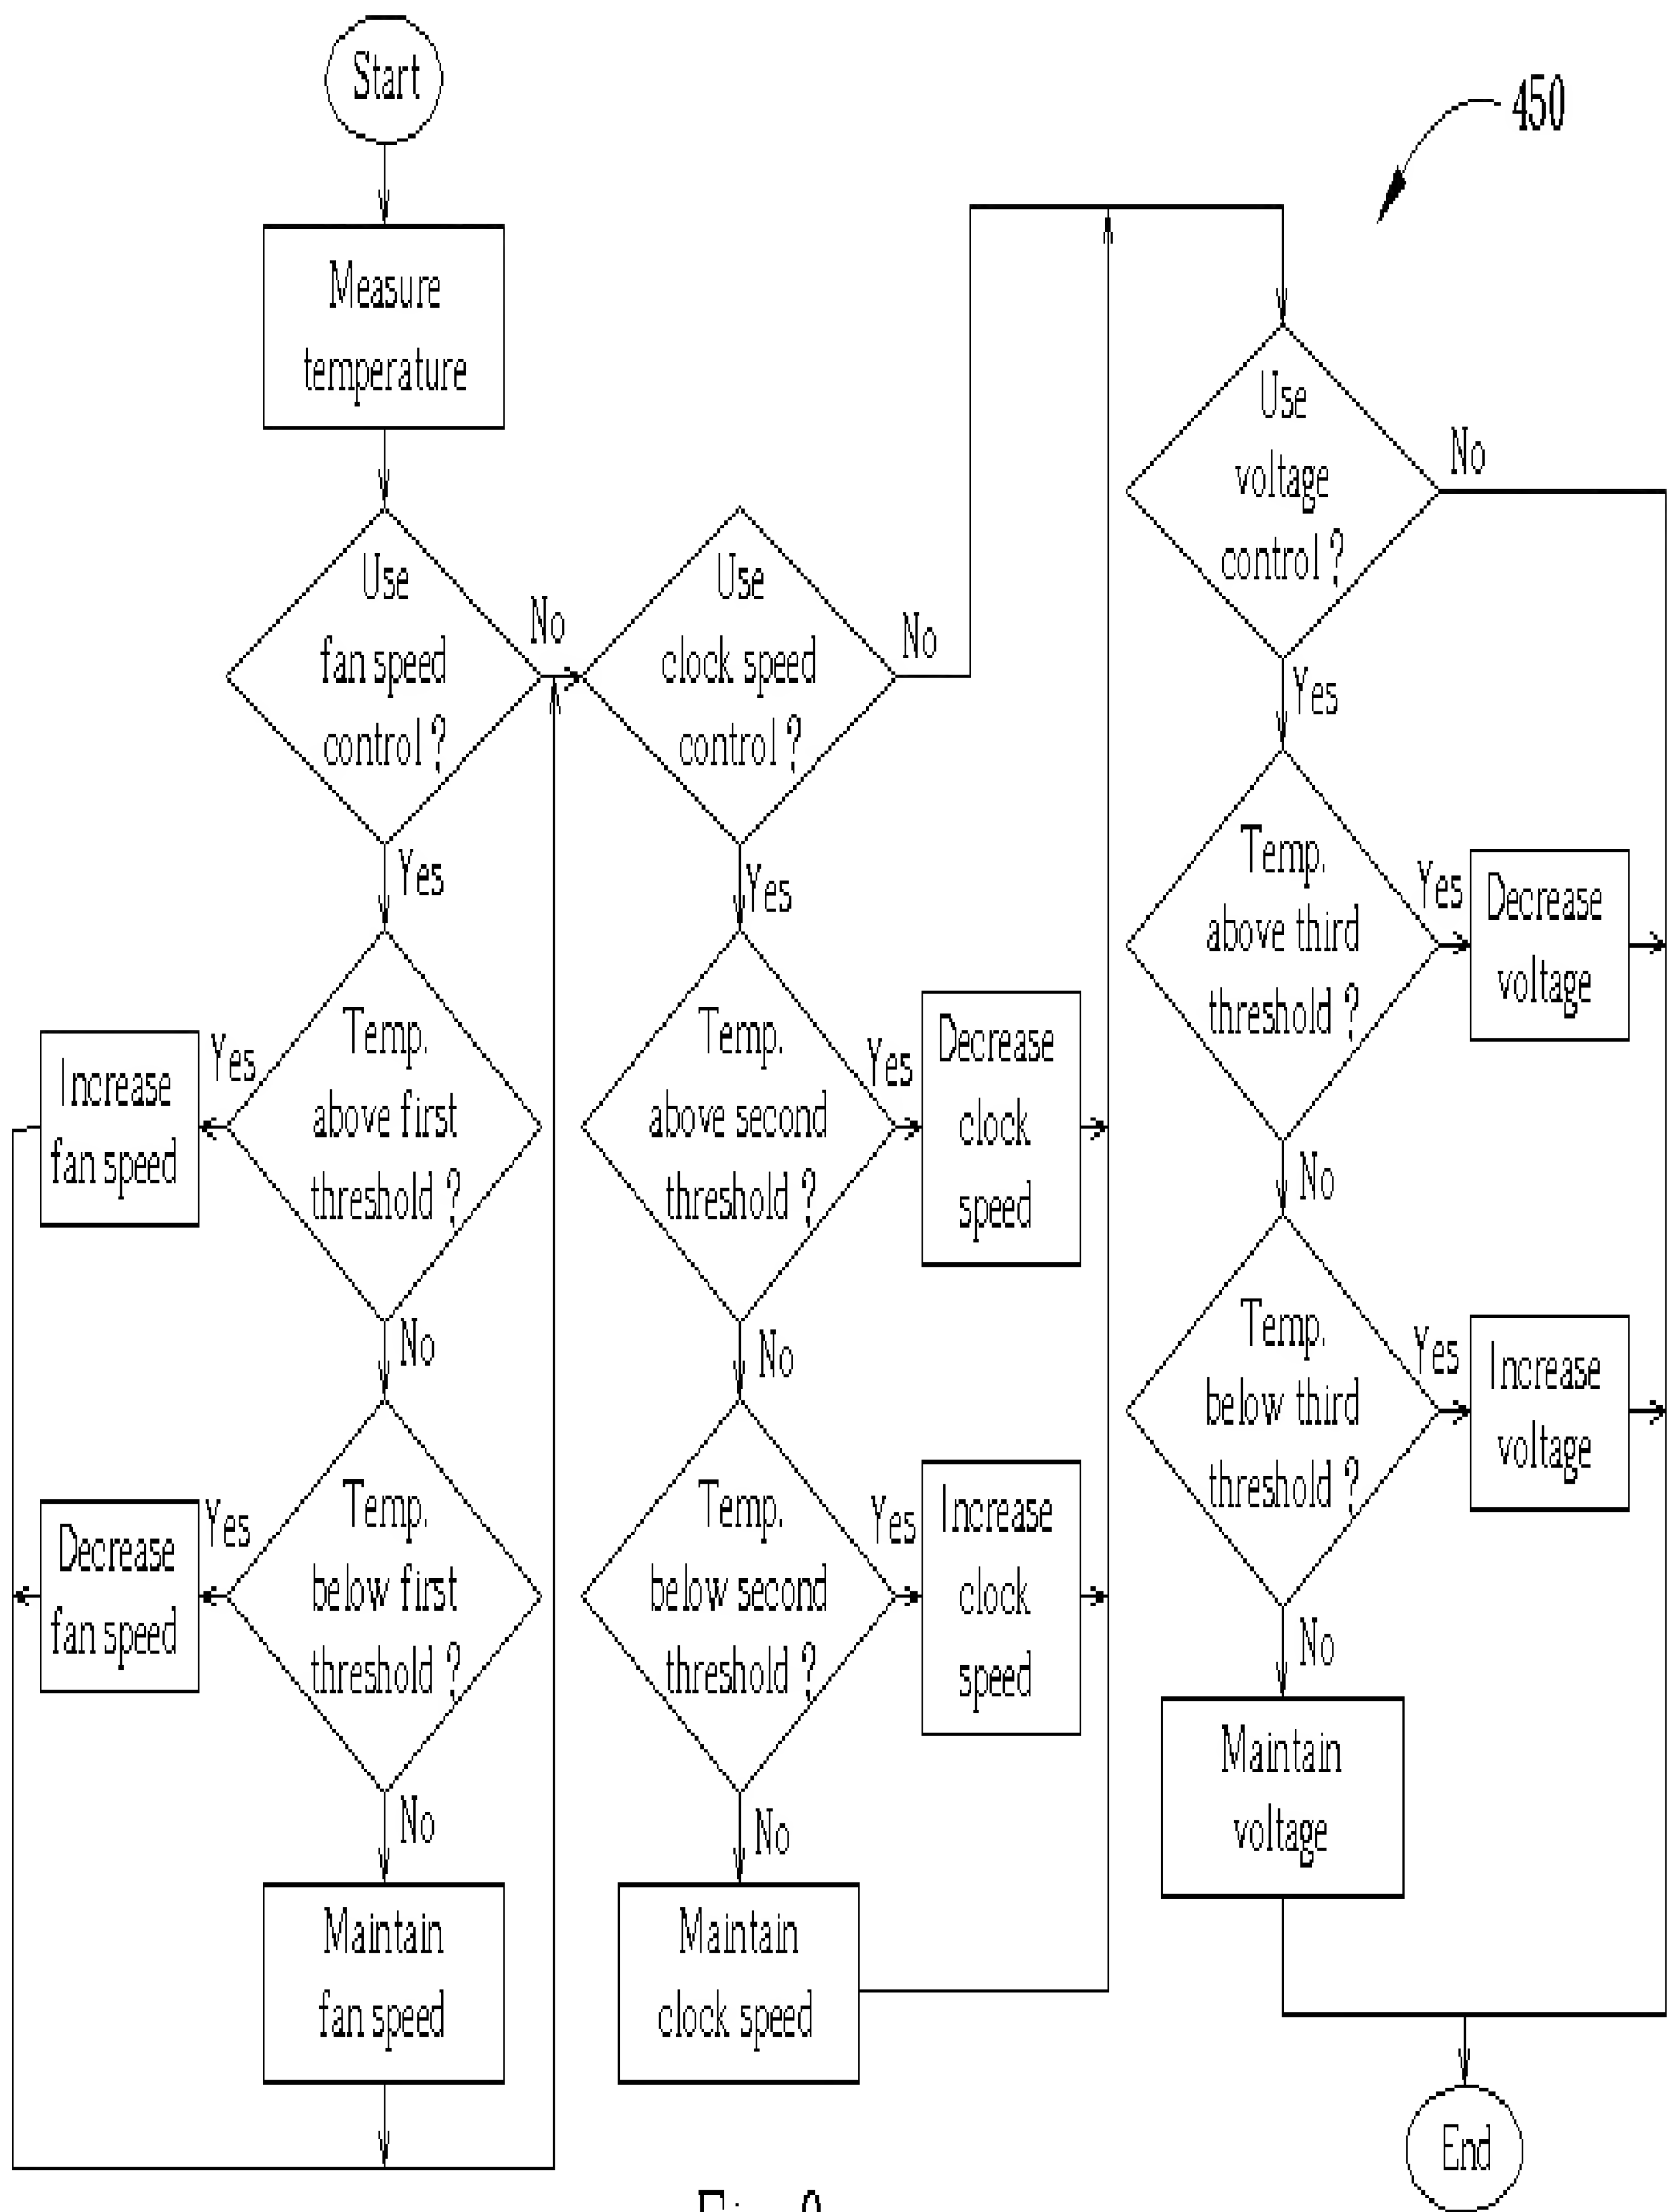 Start
450
Measure
temperature
Use
fan speed
control ?
No
Yes
Temp.
above first
threshold ?
Yes
Increase
fan speed
No
Temp.
below first
threshold ?
Yes
Decrease
fan speed
No
Maintain
fan speed
Use
clock speed
control ?
No
Yes
Temp.
above second
threshold ?
Yes
Decrease
clock
speed
No
Temp.
below second
threshold ?
Yes
Increase
clock
speed
No
Maintain
clock speed
Use
voltage
control ?
No
Yes
Temp.
above third
threshold ?
Yes
Decrease
voltage
No
Temp.
below third
threshold ?
Yes
Increase
voltage
No
Maintain
voltage
End